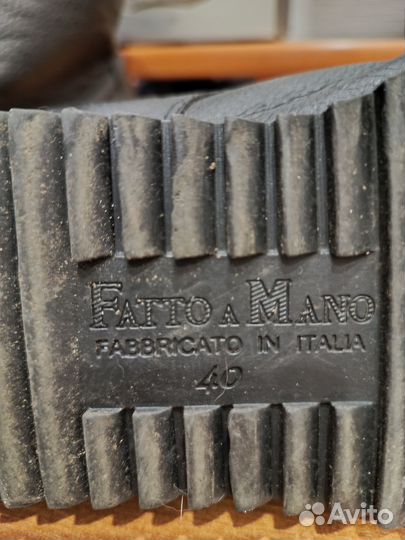 FATTO A MANO
FABBRICATO IN ITALIA
40
Avito